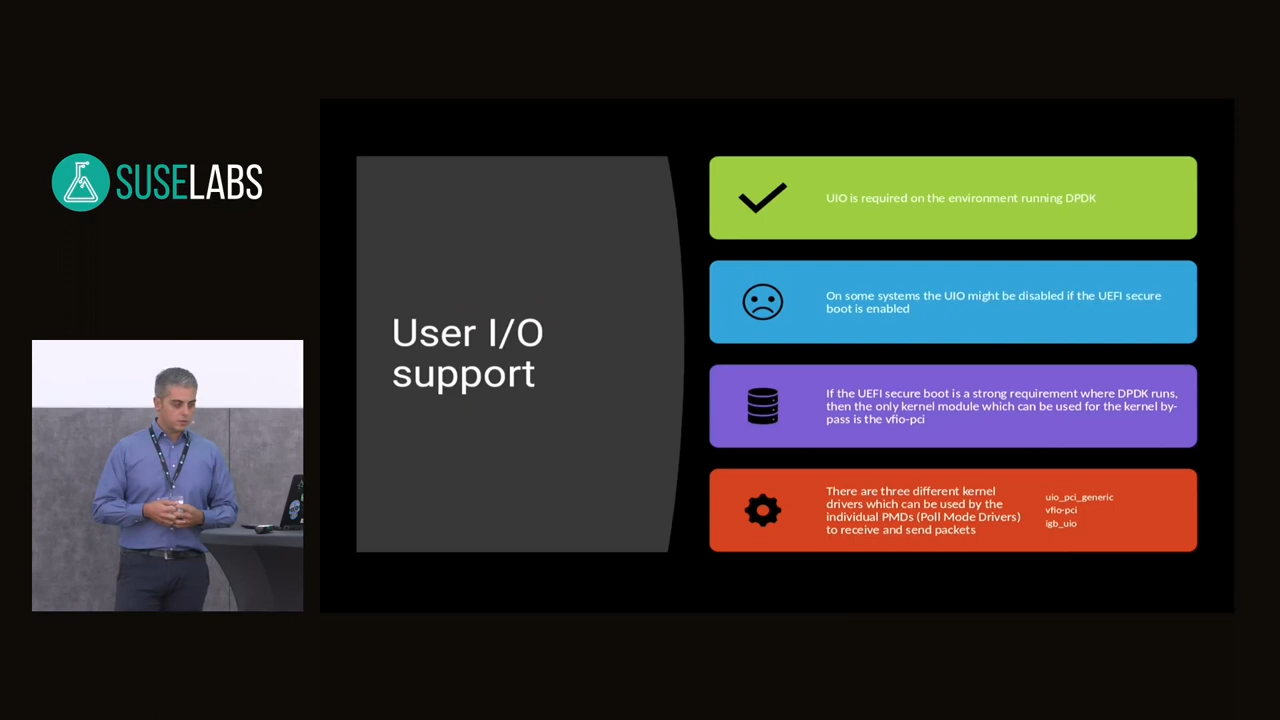 SUSELABS
User I/O
support
UIO is required on the environment running DPDK
On some systems the UIO might be disabled if the UEFI secure
boot is enabled
If the UEFI secure boot is a strong requirement where DPDK runs,
then the only kernel module which can be used for the kernel by-
pass is the vfio-pci
There are three different kernel
drivers which can be used by the
individual PMDs (Poll Mode Drivers)
to receive and send packets
uio_pci_generic
vfio-pci
igb_uio